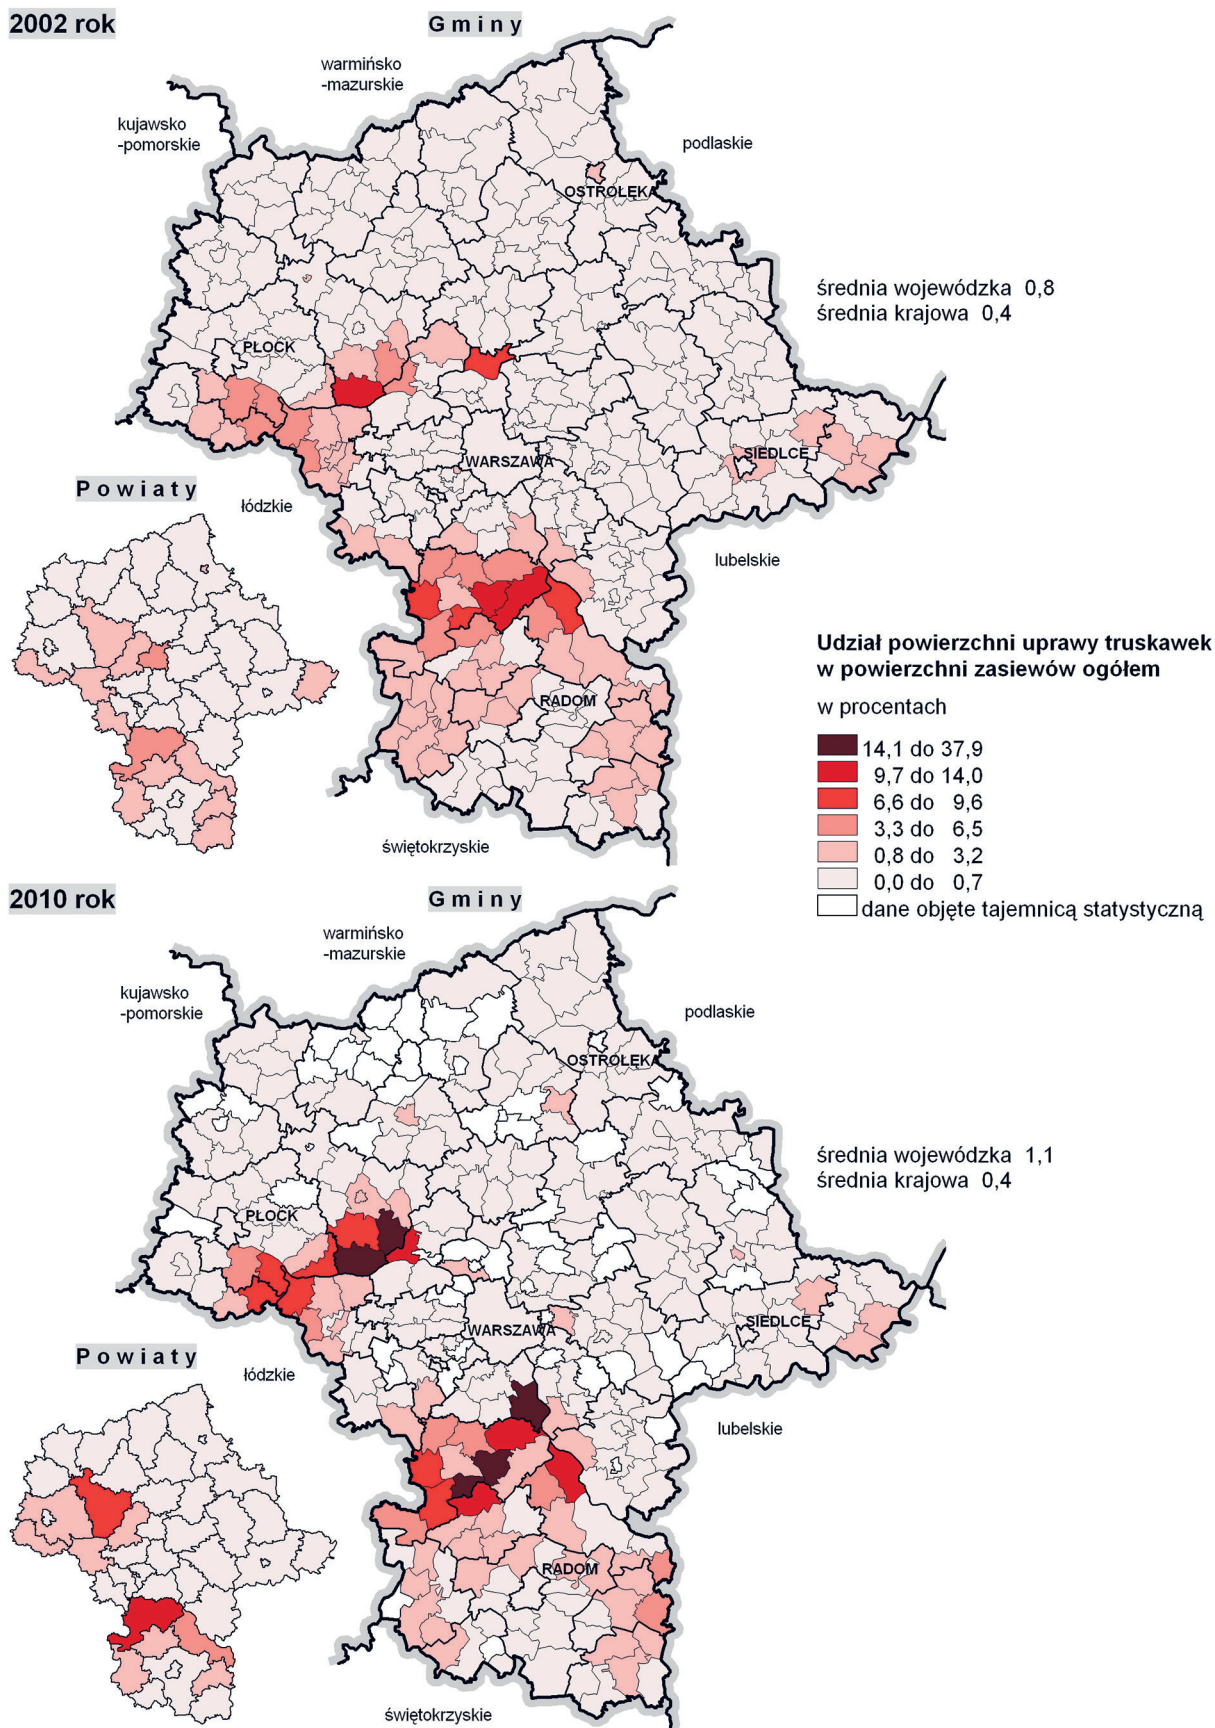 2002 rok
Gminy
warmińsko
-mazurskie
kujawsko
-pomorskie
podlaskie
OSTROŁĘKA
średnia wojewódzka 0,8
średnia krajowa 0,4
PŁOCK
SIEDLCE
WARSZAWA
Powiaty
łódzkie
lubelskie
Udział powierzchni uprawy truskawek
w powierzchni zasiewów ogółem
w procentach
RADOM
14,1 do 37,9
9,7 do 14,0
6,6 do 9,6
3,3 do 6,5
0,8 do 3,2
0,0 do 0,7
dane objęte tajemnicą statystyczną
świętokrzyskie
2010 rok
Gminy
warmińsko
-mazurskie
kujawsko
-pomorskie
podlaskie
OSTROŁĘKA
średnia wojewódzka 1,1
średnia krajowa 0,4
PŁOCK
SIEDLCE
WARSZAWA
Powiaty
łódzkie
lubelskie
RADOM
świętokrzyskie